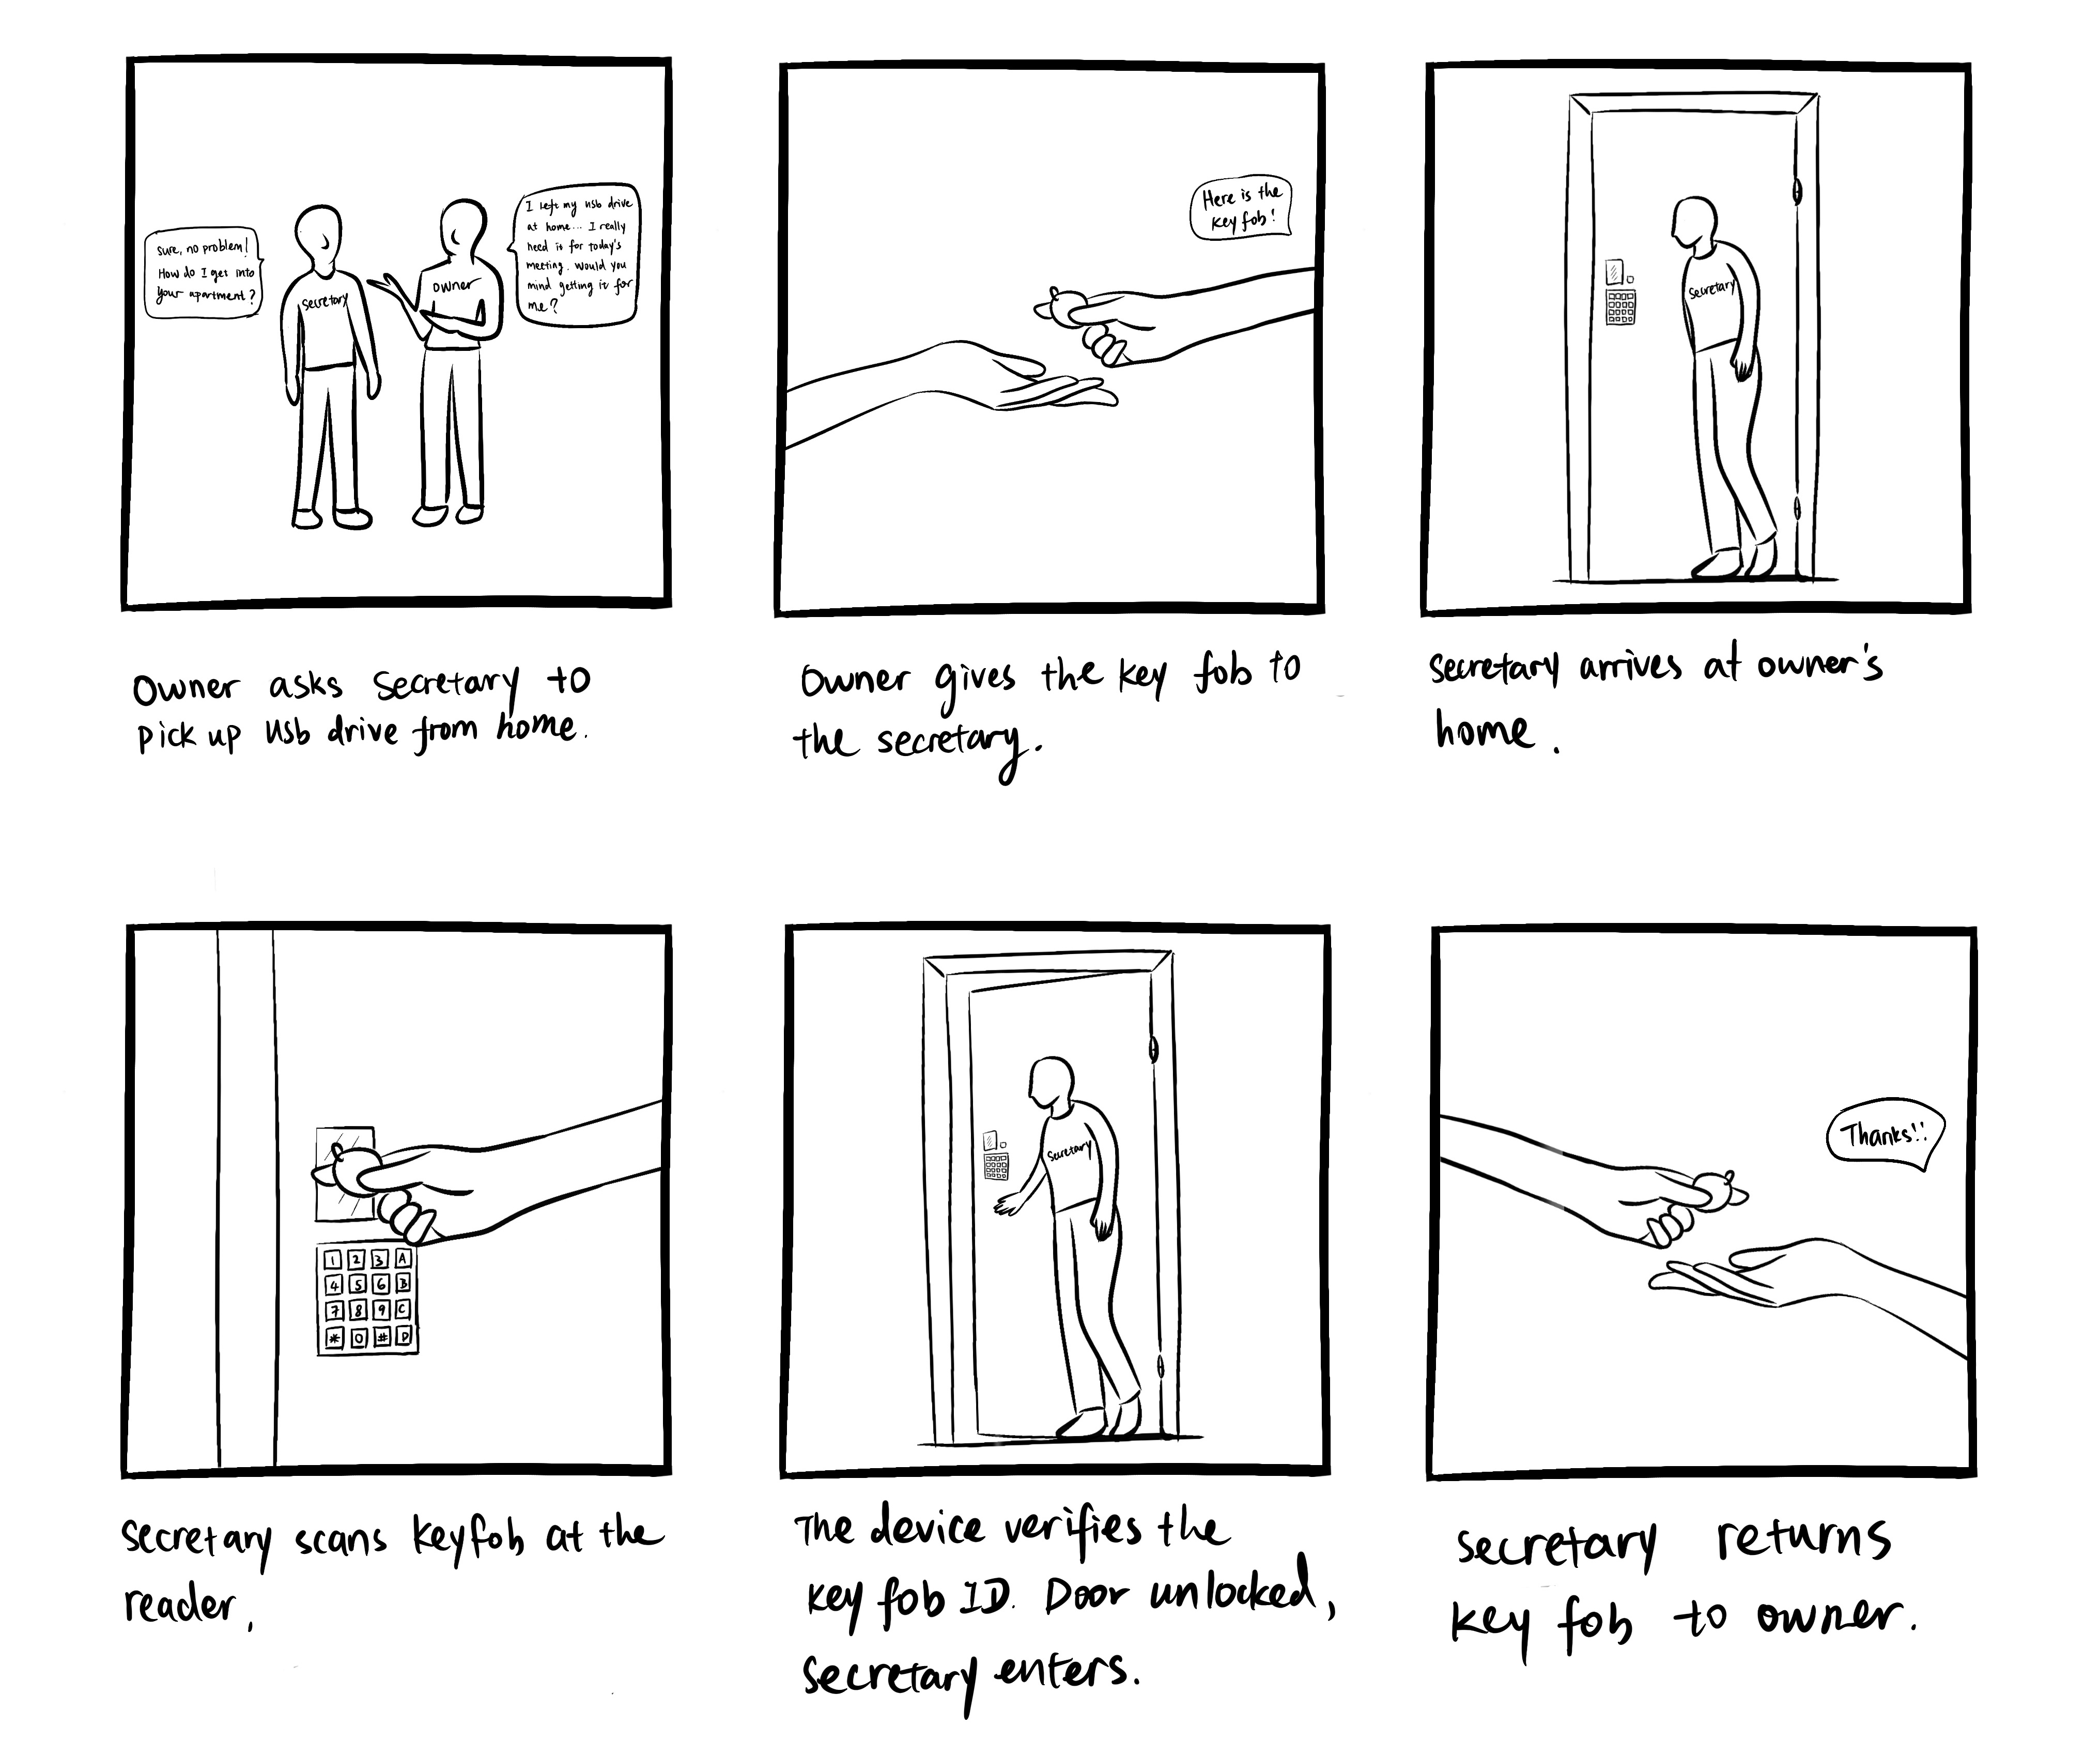 sure, no problem!
How do I get into
your apartment?
secretary
owner
I left my usb drive
at home... I really
need it for today's
meeting. Would you
mind getting it for
me?
Owner asks secretary to
pick up usb drive from home.
Here is the
key fob!
Owner gives the key fob to
the secretary.
Secretary
Secretary arrives at owner's
home.
1 2 3 A
4 5 6 B
7 8 9 C
* 0 # D
Secretary scans keyfob at the
reader,
Secretary
The device verifies the
key fob ID. Door unlocked,
secretary enters.
Thanks!!
Secretary returns
key fob to owner.